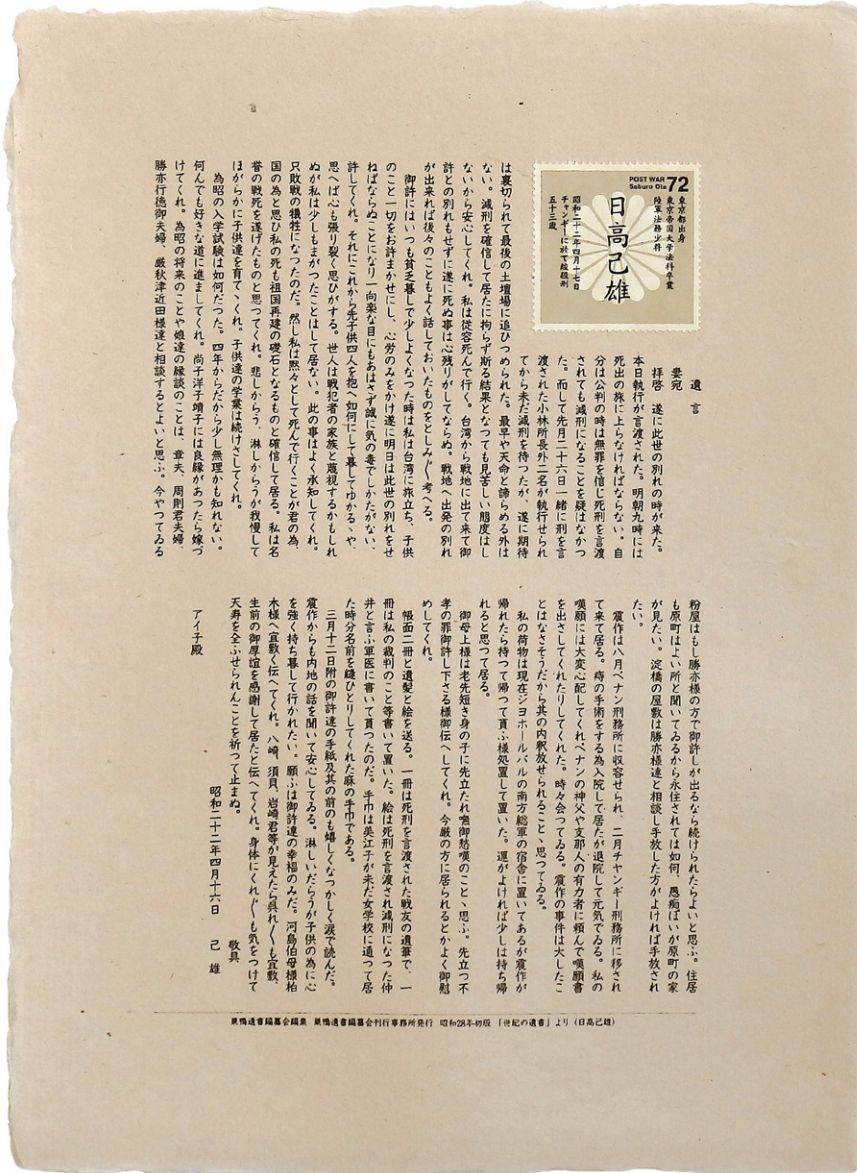 POST WAR 72
Saburo Ota
東京都出身
東京帝国大学法科卒業
陸軍法務少将
日高己雄
昭和二十二年四月十七日
チャンギーに於て絞殺刑
五十三歳
遺言
妻宛
拝啓 遂に此世の別れの時が来た。
本日執行が言渡された。明朝九時には
死出の旅に上らなければならない。自
分は公判の時は無罪を信じ死刑を言渡
されても減刑になることを疑はなかつ
た。而して先月二十六日一緒に刑を言
渡された小林所長外二名が執行せられ
てから未だ減刑を待つたが、遂に期待
は裏切られて最後の土壇場に追ひつめられた。最早や天命と諦らめる外は
ない。減刑を確信して居たに拘らず斯る結果となつても見苦しい態度はし
ないから安心してくれ。私は従容死んで行く。台湾から戦地に出て来て御
許との別れもせずに遂に死ぬ事は心残りがしてならぬ。戦地へ出発の別れ
が出来れば後々のこともよく話しておいたものをとしみ〲考へる。
御許にはいつも貧乏暮しで少しよくなつた時は私は台湾に旅立ち、子供
のこと一切をお許まかせにし、心労のみをかけ遂に明日は此世の別れをせ
ねばならぬことになり一向楽な目にもあはさず誠に気の毒でしかたがない、
許してくれ。それにこれから先子供四人を抱へ如何にして暮してゆかるゝや、
思へば心も張り裂く思ひがする。世人は戦犯者の家族と蔑視するかもしれ
ぬが私は少しもまがつたことはして居ない。此の事はよく承知してくれ。
只敗戦の犠牲になつたのだ。然し私は黙々として死んで行くことが君の為、
国の為と思ひ私の死も祖国再建の礎石となるものと確信して居る。私は名
誉の戦死を遂げたものと思つてくれ。悲しからう、淋しからうが我慢して
ほがらかに子供達を育てゝくれ。子供達の学業は続けさしてくれ。
為昭の入学試験は如何だつた。四年からだから少し無理かも知れない。
何んでも好きな道に進ましてくれ。尚子洋子靖子には良縁があつたら嫁づ
けてくれ。為昭の将来のことや娘達の縁談のことは、章夫、周則君夫婦、
勝亦行徳御夫婦、厳秋津近田様達と相談するとよいと思ふ。今やつてゐる
粉屋はもし勝亦様の方で御許しが出るなら続けられたらよいと思ふ。住居
も原町はよい所と聞いてゐるから永住されては如何、愚痴ぽいが原町の家
が見たい。淀橋の屋敷は勝亦様達と相談し手放した方がよければ手放され
たい。
震作は八月ペナン刑務所に収容せられ、二月チヤンギー刑務所に移され
て来て居る。痔の手術をする為入院して居たが退院して元気でゐる。私の
嘆願には大変心配してくれペナンの神父や支那人の有力者に頼んで嘆願書
を出さしてくれたりしてくれた。時々会つてゐる。震作の事件は大したこ
とはなさそうだから其の内釈放せられることゝ思つてゐる。
私の荷物は現在ジヨホールバルの南方総軍の宿舎に置いてあるが震作が
帰れたら持つて帰つて貰ふ様処置して置いた。運がよければ少しは持ち帰
れると思つて居る。
御母上様は老先短き身の子に先立たれ嘸御愁嘆のことゝ思ふ。先立つ不
孝の罪御許し下さる様御伝へしてくれ。今厳の方に居られるとかよく御慰
めしてくれ。
帳面二冊と遺髪と絵を送る。一冊は死刑を言渡された戦友の遺筆で、一
冊は私の裁判のこと等書いて置いた。絵は死刑を言渡され減刑になつた仲
井と言ふ軍医に書いて貰つたのだ。手巾は英江子が未だ女学校に通つて居
た時分名前を縫ひとりしてくれた麻の手巾である。
三月十二日附の御許達の手紙及其の前のも嬉しくなつかしく涙で読んだ。
震作からも内地の話を聞いて安心してゐる。淋しいだらうが子供の為に心
を強く持ち暮して行かれたい。願ふは御許達の幸福のみだ。河島伯母様柏
木様へ宜敷く伝へてくれ。八崎、須貝、岩崎君等が見えたら呉れ〲も宜敷、
生前の御厚誼を感謝して居たと伝へてくれ。身体にくれ〲も気をつけて
天寿を全ふせられんことを祈つて止まぬ。
敬具
昭和二十二年四月十六日 己雄
アイ子殿
巣鴨遺書編纂会編集 巣鴨遺書編纂会刊行事務所発行 昭和28年初版 「世紀の遺書」より (日高己雄)